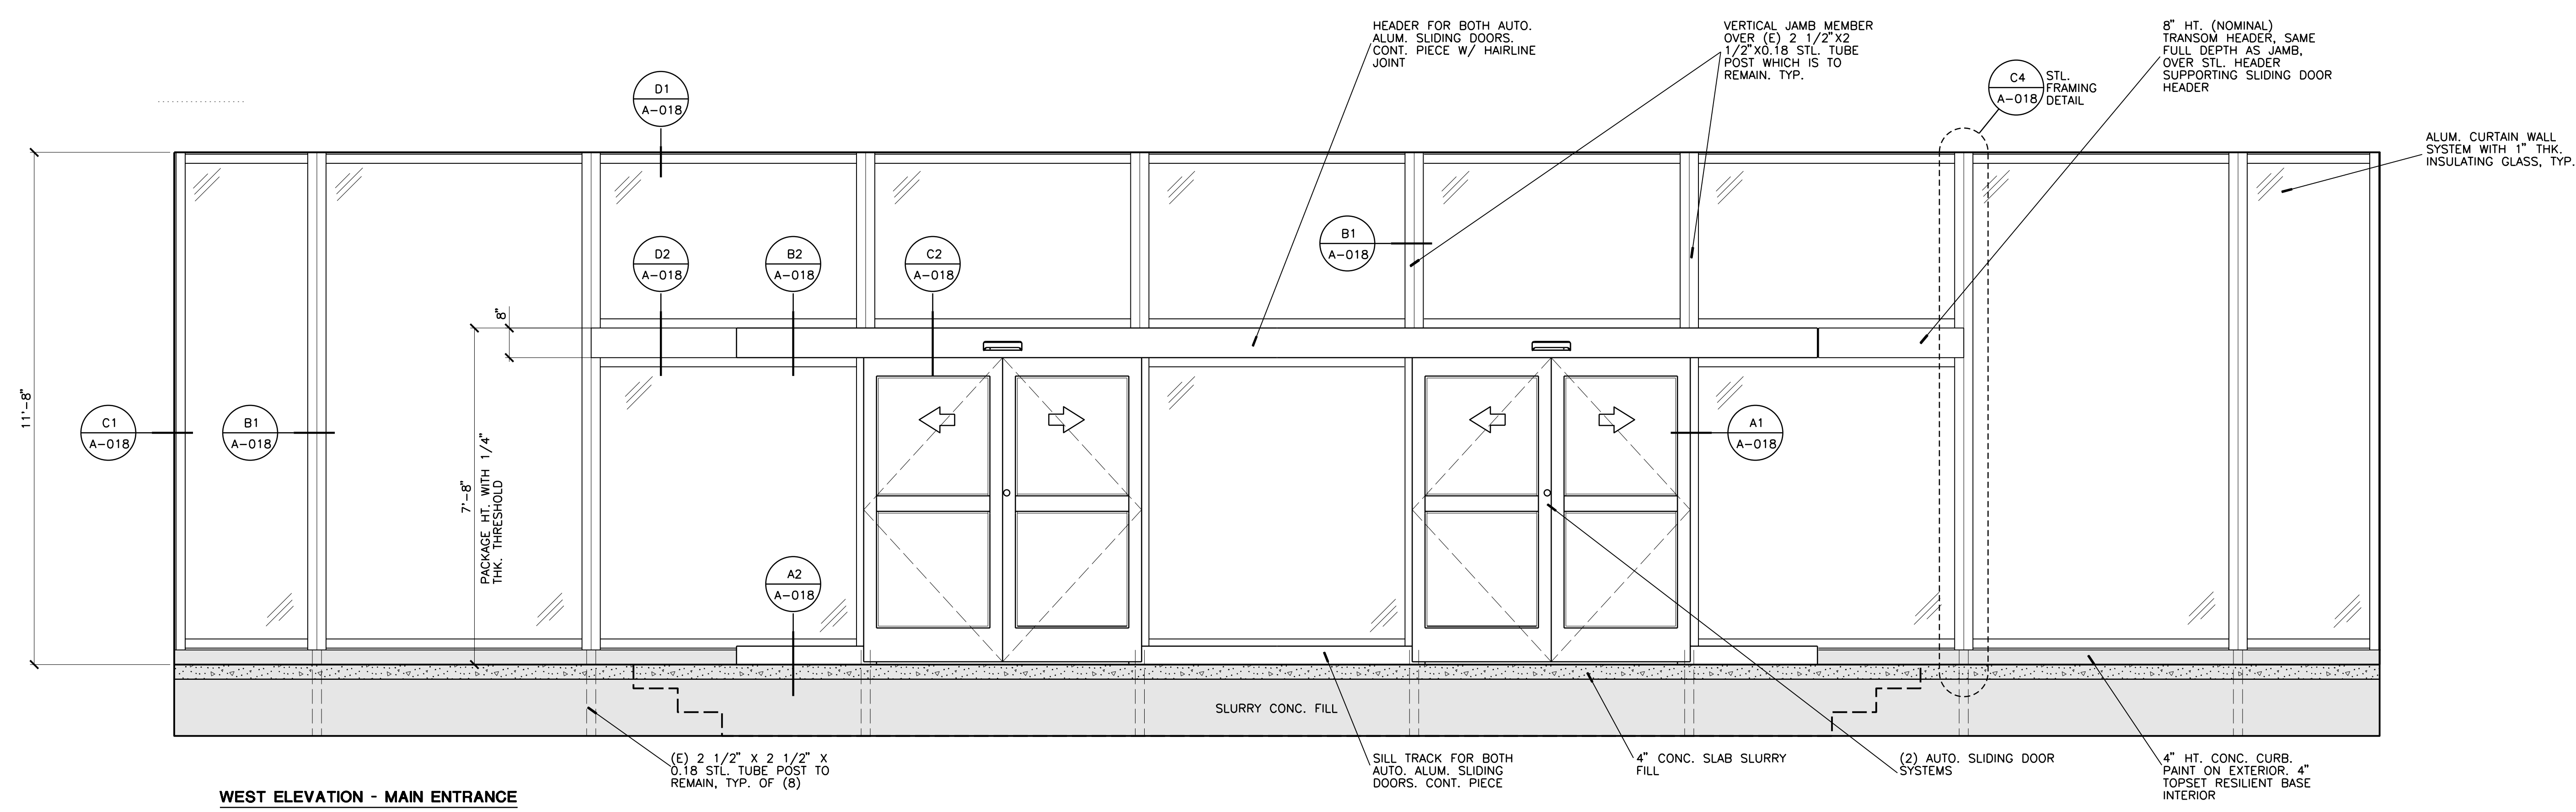 HEADER FOR BOTH AUTO.
ALUM. SLIDING DOORS.
CONT. PIECE W/ HAIRLINE
JOINT
VERTICAL JAMB MEMBER
OVER (E) 2 1/2"X2
1/2"X0.18 STL. TUBE
POST WHICH IS TO
REMAIN. TYP.
8" HT. (NOMINAL)
TRANSOM HEADER, SAME
FULL DEPTH AS JAMB,
OVER STL. HEADER
SUPPORTING SLIDING DOOR
HEADER
C4
A-018
STL.
FRAMING
DETAIL
D1
A-018
ALUM. CURTAIN WALL
SYSTEM WITH 1" THK.
INSULATING GLASS, TYP.
D2
A-018
B2
A-018
C2
A-018
B1
A-018
8"
11'-8"
C1
A-018
B1
A-018
7'-8"
PACKAGE HT. WITH 1/4"
THK. THRESHOLD
A1
A-018
A2
A-018
SLURRY CONC. FILL
(E) 2 1/2" X 2 1/2" X
0.18 STL. TUBE POST TO
REMAIN, TYP. OF (8)
SILL TRACK FOR BOTH
AUTO. ALUM. SLIDING
DOORS. CONT. PIECE
4" CONC. SLAB SLURRY
FILL
(2) AUTO. SLIDING DOOR
SYSTEMS
4" HT. CONC. CURB.
PAINT ON EXTERIOR. 4"
TOPSET RESILIENT BASE
INTERIOR
WEST ELEVATION - MAIN ENTRANCE